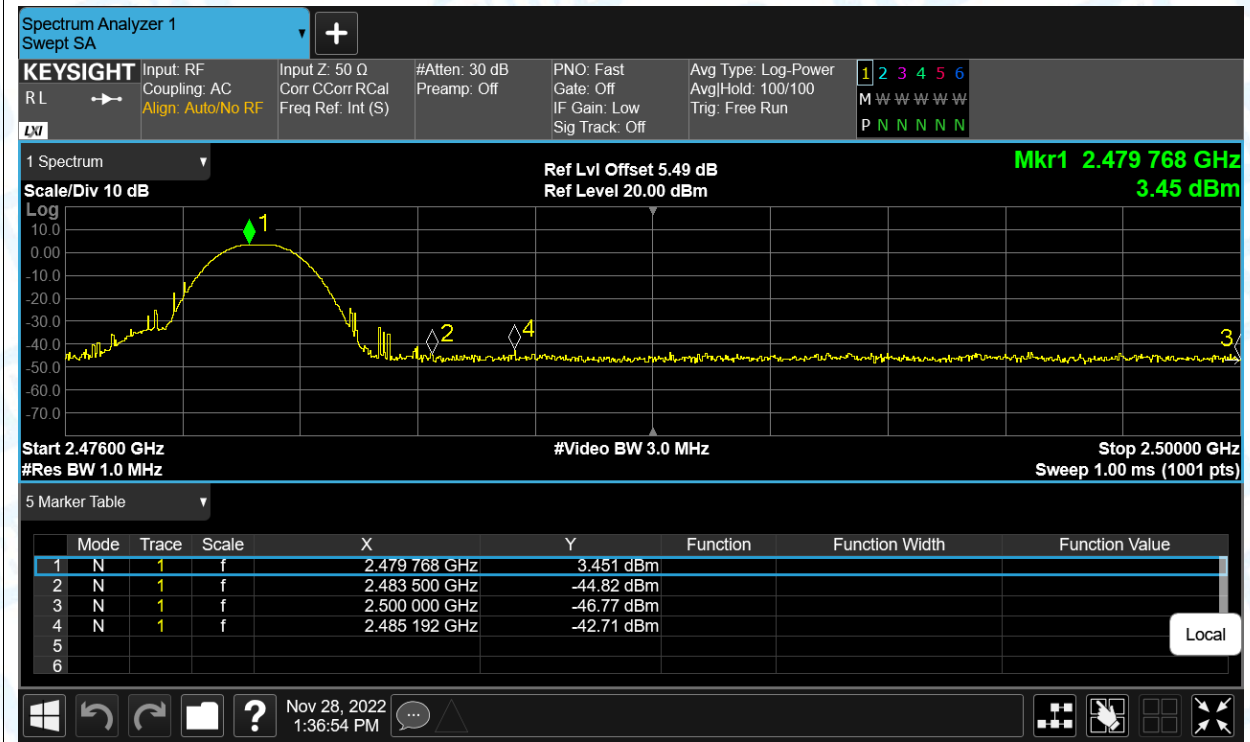 Spectrum Analyzer 1
Swept SA
+
KEYSIGHT
R L
LXI
Input: RF
Coupling: AC
Align: Auto/No RF
Input Z: 50 Ω
Corr CCorr RCal
Freq Ref: Int (S)
#Atten: 30 dB
Preamp: Off
PNO: Fast
Gate: Off
IF Gain: Low
Sig Track: Off
Avg Type: Log-Power
Avg|Hold: 100/100
Trig: Free Run
1 2 3 4 5 6
M W W W W W W
P N N N N N
1 Spectrum
Scale/Div 10 dB
Ref Lvl Offset 5.49 dB
Ref Level 20.00 dBm
Mkr1 2.479 768 GHz
3.45 dBm
Log
10.0
0.00
-10.0
-20.0
-30.0
-40.0
-50.0
-60.0
-70.0
1
2
4
3
Start 2.47600 GHz
#Video BW 3.0 MHz
Stop 2.50000 GHz
#Res BW 1.0 MHz
Sweep 1.00 ms (1001 pts)
5 Marker Table
Mode Trace Scale X Y Function Function Width Function Value
1 N 1 f 2.479 768 GHz 3.451 dBm
2 N 1 f 2.483 500 GHz -44.82 dBm
3 N 1 f 2.500 000 GHz -46.77 dBm
4 N 1 f 2.485 192 GHz -42.71 dBm
5
6
Local
?
Nov 28, 2022
1:36:54 PM